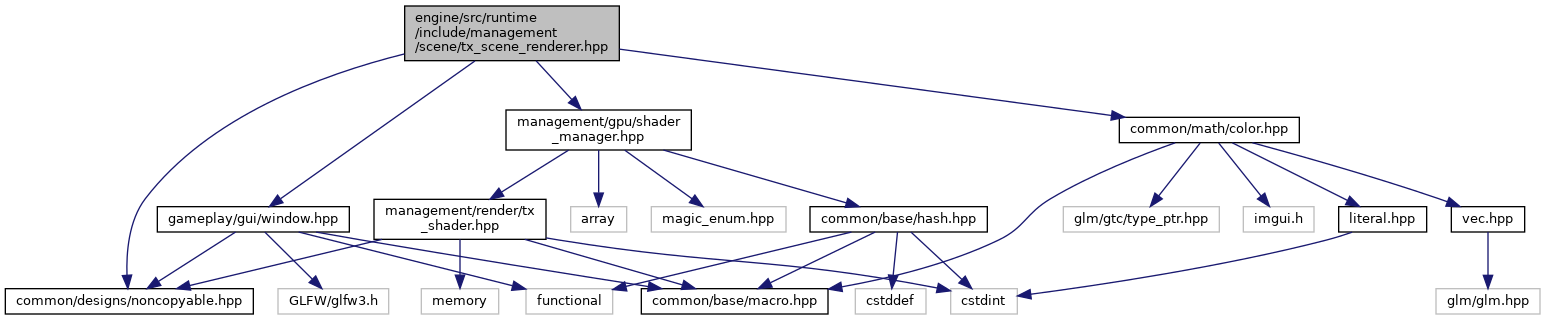 engine/src/runtime
/include/management
/scene/tx_scene_renderer.hpp
management/gpu/shader
_manager.hpp
common/math/color.hpp
gameplay/gui/window.hpp
management/render/tx
_shader.hpp
array
magic_enum.hpp
common/base/hash.hpp
glm/gtc/type_ptr.hpp
imgui.h
literal.hpp
vec.hpp
common/designs/noncopyable.hpp
GLFW/glfw3.h
memory
functional
common/base/macro.hpp
cstddef
cstdint
glm/glm.hpp